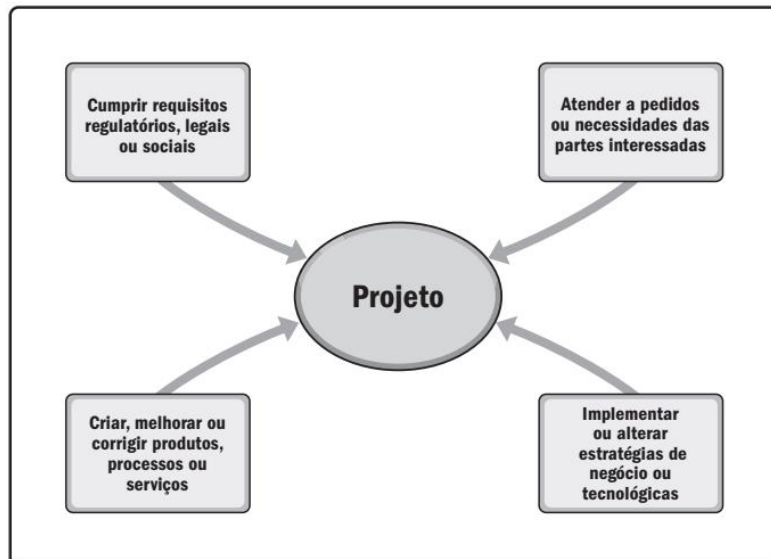 Cumprir requisitos
regulatórios, legais
ou sociais
Atender a pedidos
ou necessidades das
partes interessadas
Projeto
Criar, melhorar ou
corrigir produtos,
processos ou
serviços
Implementar
ou alterar
estratégias de
negócio ou
tecnológicas